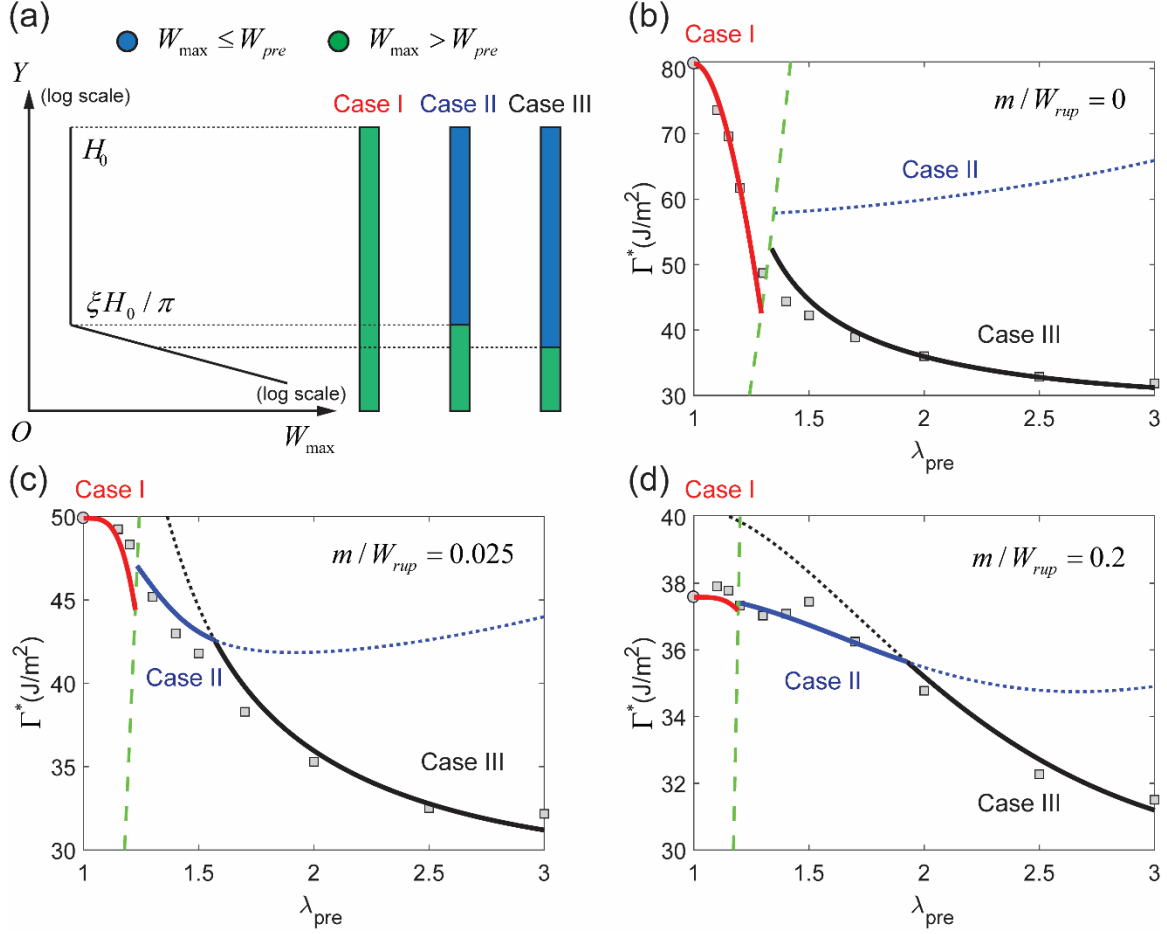 (a)
W_max ≤ W_pre W_max > W_pre
Y
(log scale)
Case I Case II Case III
H_0
ξH_0 / π
(log scale)
O W_max
(b)
Case I
m / W_rup = 0
Case II
Case III
Γ*(J/m²)
80
70
60
50
40
30
1 1.5 2 2.5 3
λ_pre
(c)
Case I
m / W_rup = 0.025
Case II
Case III
Γ*(J/m²)
50
45
40
35
30
1 1.5 2 2.5 3
λ_pre
(d)
Case I
m / W_rup = 0.2
Case II
Case III
Γ*(J/m²)
40
38
36
34
32
30
1 1.5 2 2.5 3
λ_pre